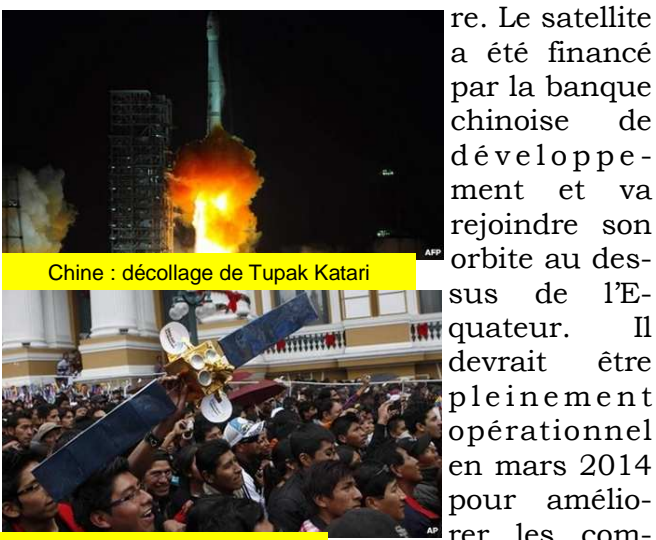 AFP
Chine : décollage de Tupak Katari
AP
re. Le satellite
a été financé
par la banque
chinoise de
développe-
ment et va
rejoindre son
orbite au des-
sus de l’E-
quateur. Il
devrait être
pleinement
opérationnel
en mars 2014
pour amélio-
rer les com-